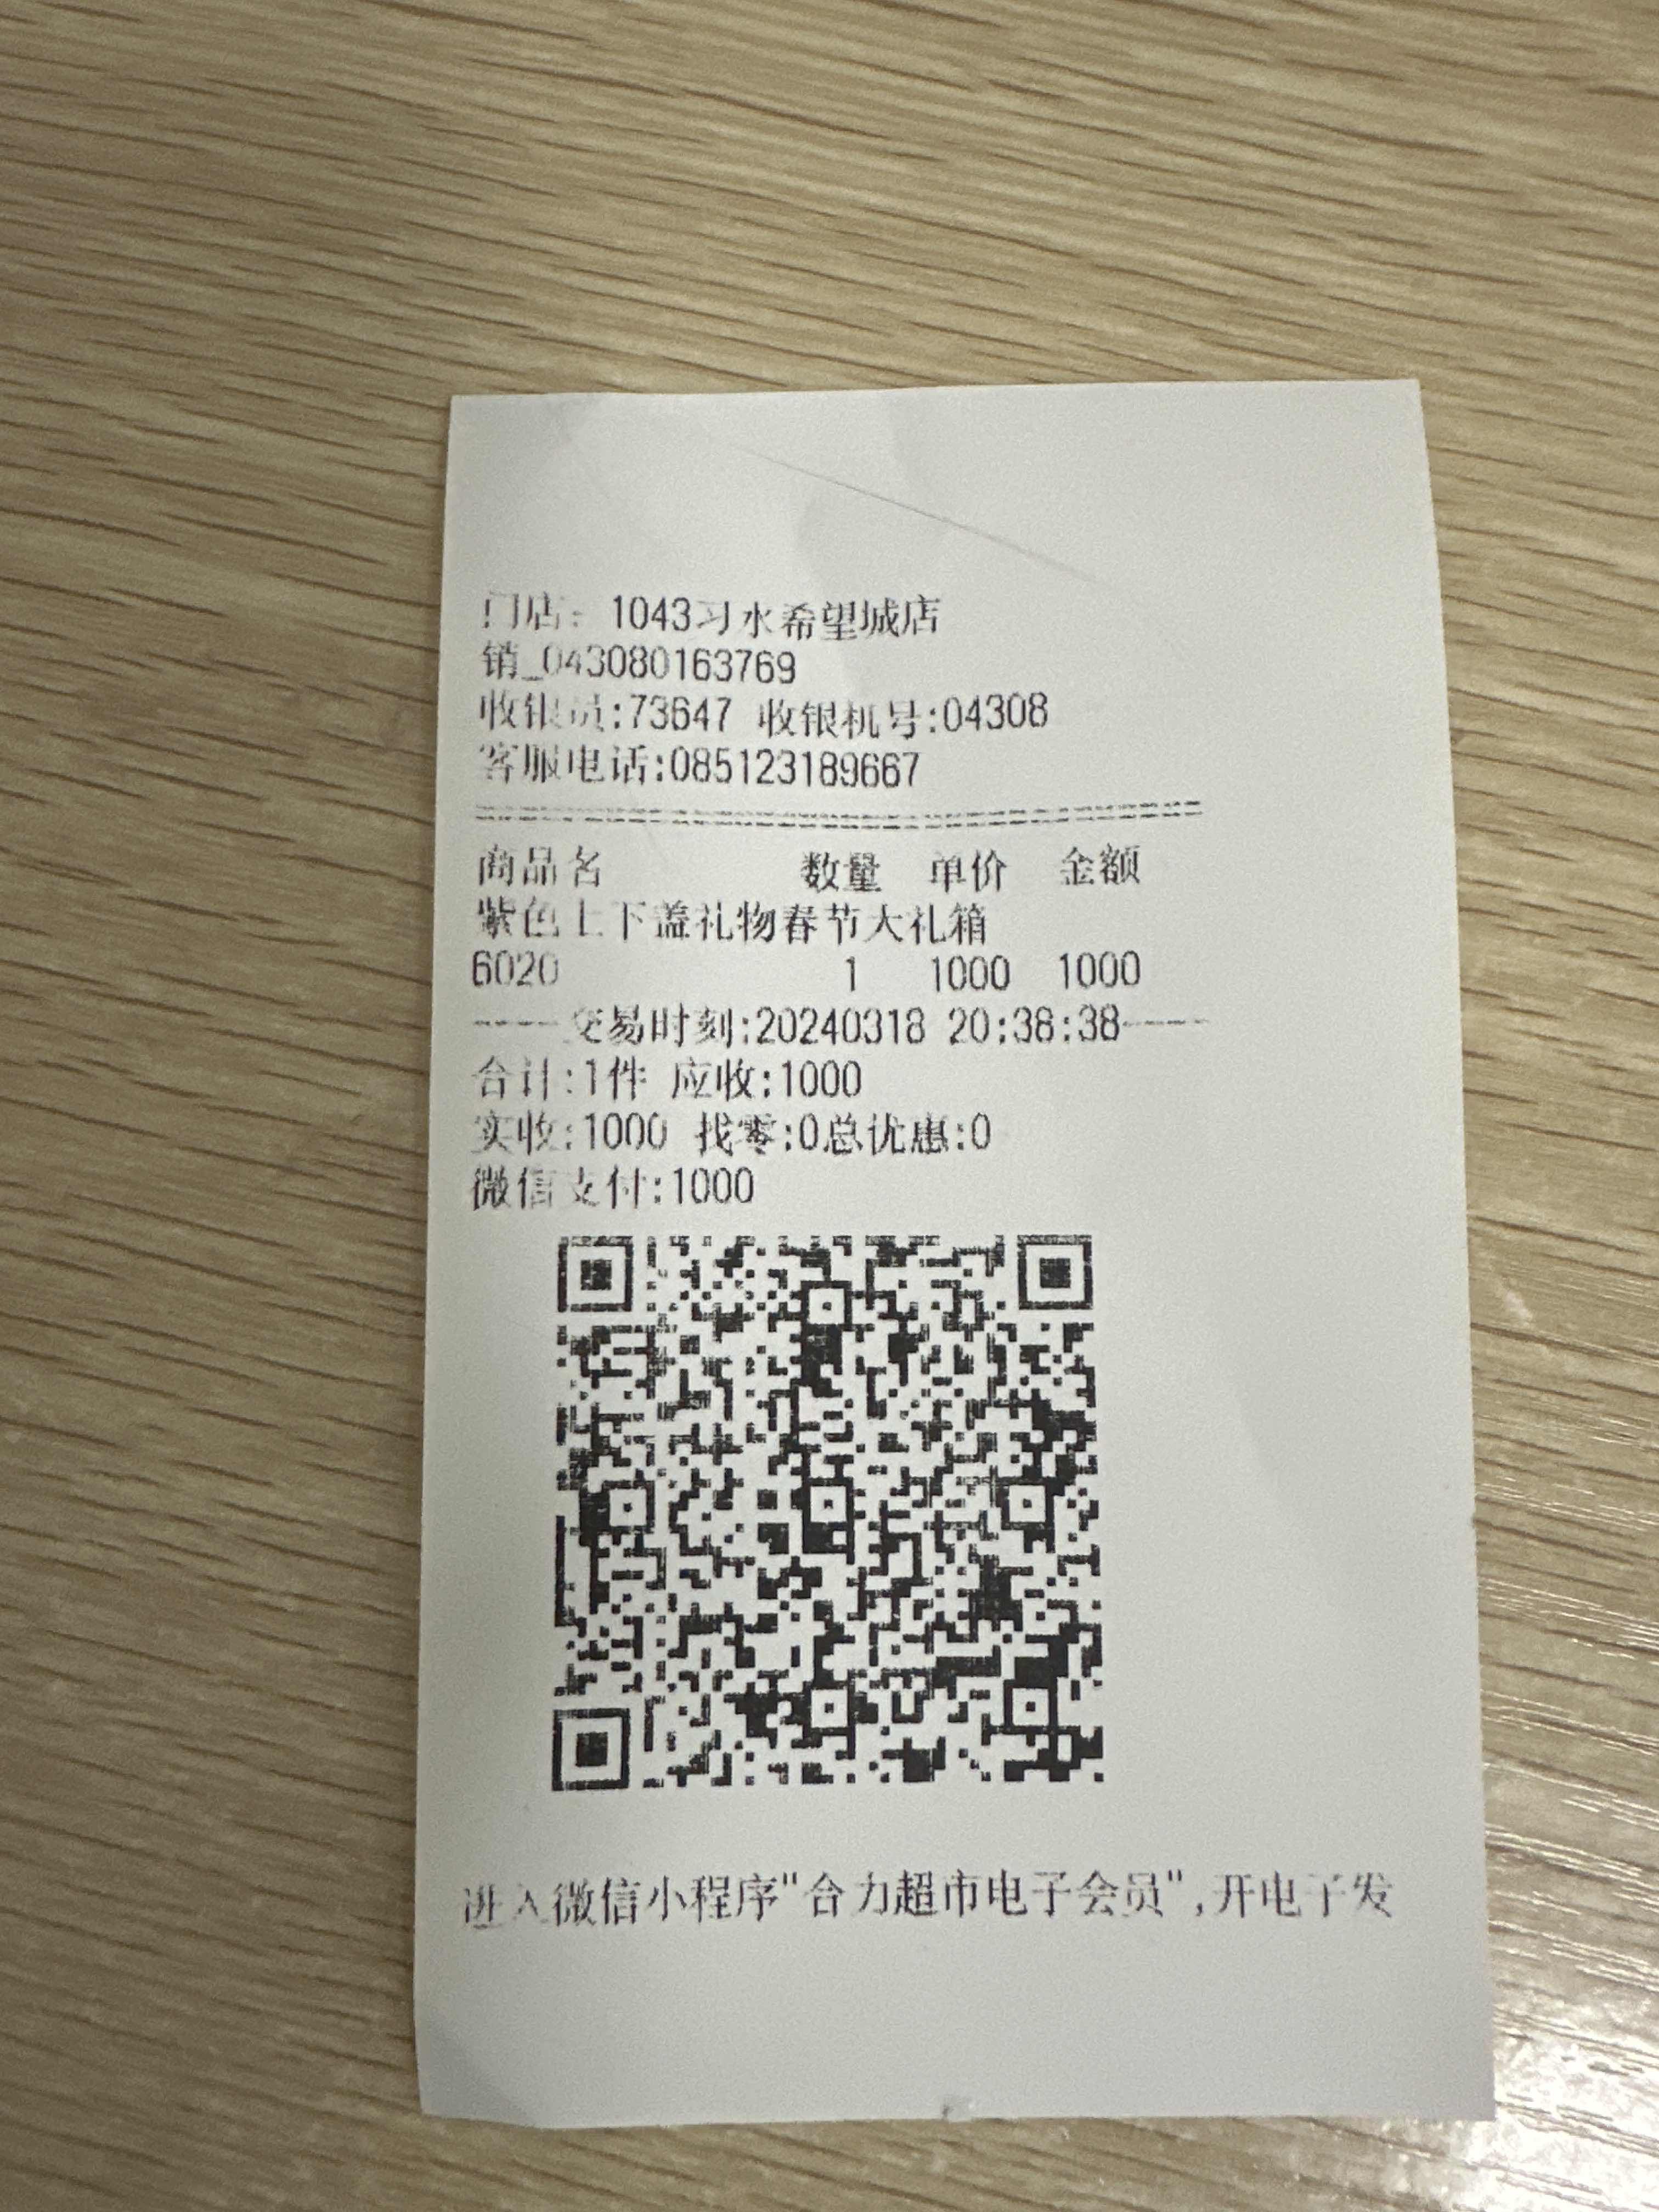 门店: 1043习水希望城店
销_043080163769
收银员:73647 收银机号:04308
客服电话:085123189667
商品名 数量 单价 金额
紫色上下盖礼物春节大礼箱
6020 1 1000 1000
----交易时刻:20240318 20:38:38----
合计:1件 应收:1000
实收:1000 找零:0总优惠:0
微信支付:1000
进入微信小程序"合力超市电子会员",开电子发